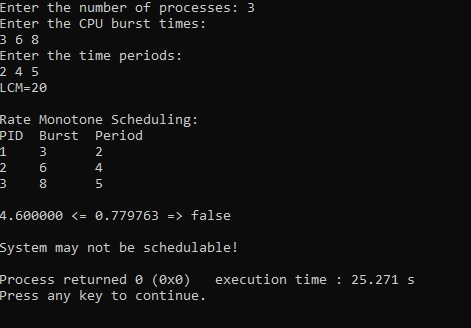 Enter the number of processes: 3
Enter the CPU burst times:
3 6 8
Enter the time periods:
2 4 5
LCM=20
Rate Monotone Scheduling:
PID Burst Period
1 3 2
2 6 4
3 8 5
4.600000 <= 0.779763 => false
System may not be schedulable!
Process returned 0 (0x0) execution time : 25.271 s
Press any key to continue.